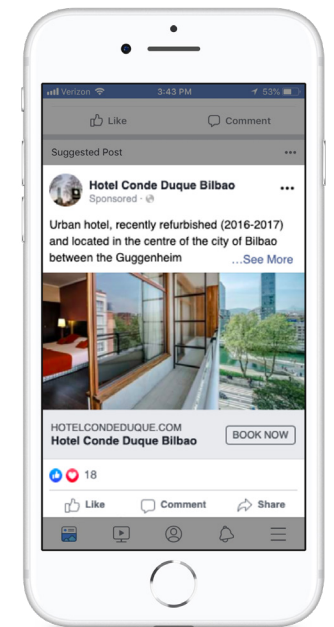 Verizon 3:43 PM 53%
Like Comment
Suggested Post
Hotel Conde Duque Bilbao
Sponsored ·
Urban hotel, recently refurbished (2016-2017)
and located in the centre of the city of Bilbao
between the Guggenheim ...See More
HOTELCONDEDUQUE.COM
Hotel Conde Duque Bilbao
BOOK NOW
18
Like Comment Share